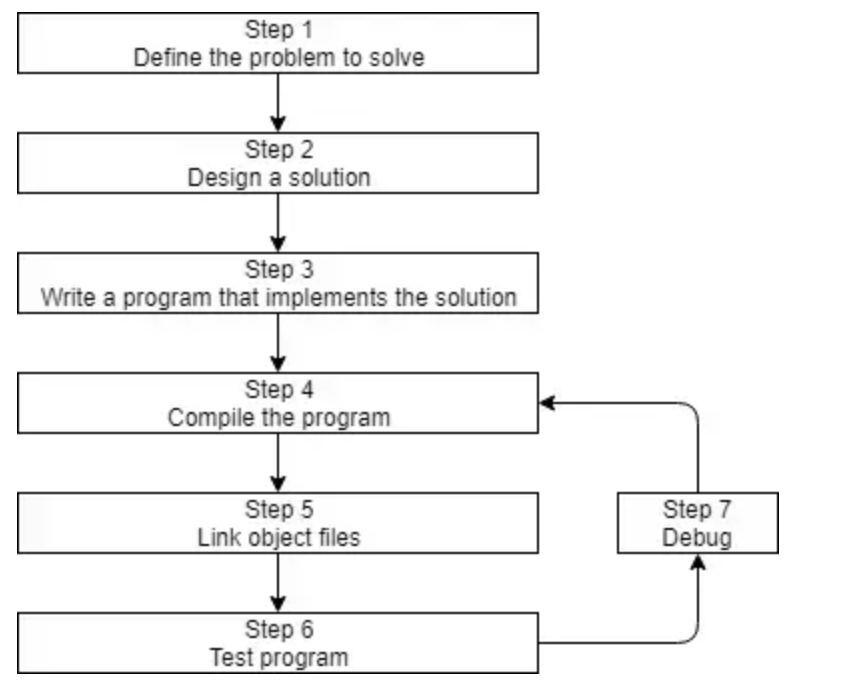 Step 1
Define the problem to solve
Step 2
Design a solution
Step 3
Write a program that implements the solution
Step 4
Compile the program
Step 5
Link object files
Step 7
Debug
Step 6
Test program